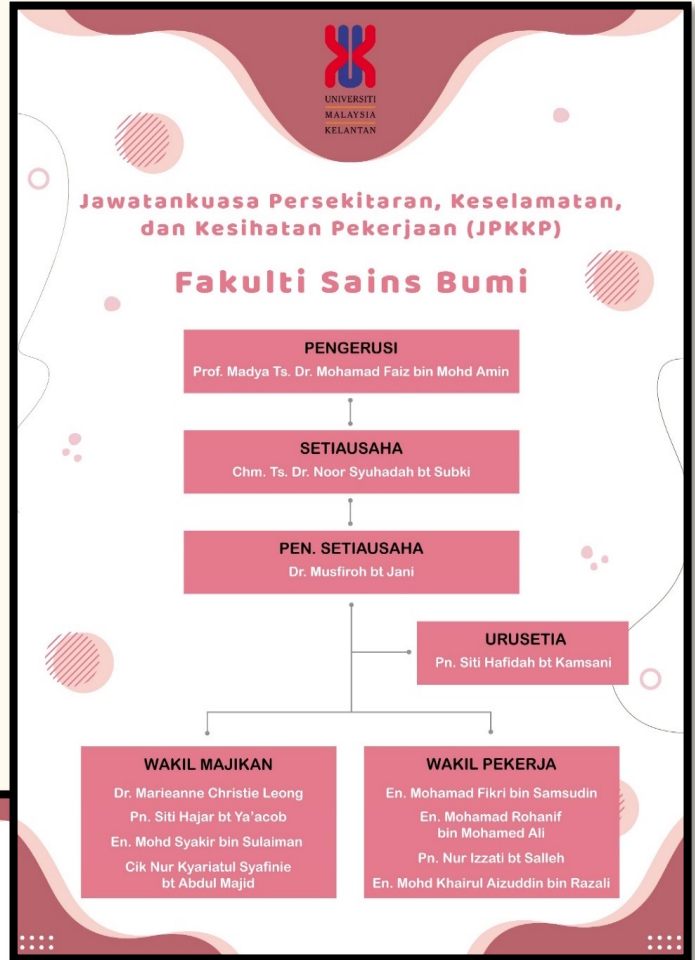 UNIVERSITI
MALAYSIA
KELANTAN
Jawatankuasa Persekitaran, Keselamatan,
dan Kesihatan Pekerjaan (JPKKP)
Fakulti Sains Bumi
PENGERUSI
Prof. Madya Ts. Dr. Mohamad Faiz bin Mohd Amin
SETIAUSAHA
Chm. Ts. Dr. Noor Syuhadah bt Subki
PEN. SETIAUSAHA
Dr. Musfiroh bt Jani
URUSETIA
Pn. Siti Hafidah bt Kamsani
WAKIL MAJIKAN
Dr. Marieanne Christie Leong
Pn. Siti Hajar bt Ya'acob
En. Mohd Syakir bin Sulaiman
Cik Nur Kyariatul Syafinie
bt Abdul Majid
WAKIL PEKERJA
En. Mohamad Fikri bin Samsudin
En. Mohamad Rohanif
bin Mohamed Ali
Pn. Nur Izzati bt Salleh
En. Mohd Khairul Aizuddin bin Razali